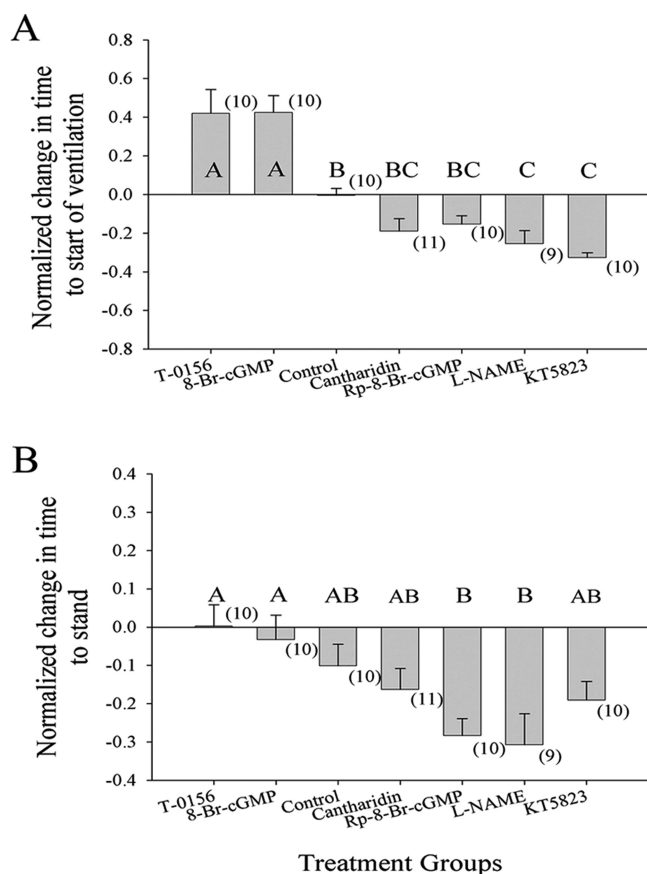 A
Normalized change in time
to start of ventilation
0.8
0.6
0.4
0.2
0.0
-0.2
-0.4
-0.6
-0.8
(10)
(10)
(10)
A
A
B
BC
BC
C
C
(11)
(10)
(9)
(10)
T-0156
8-Br-cGMP
Control
Cantharidin
Rp-8-Br-cGMP
L-NAME
KT5823
B
Normalized change in time
to stand
0.4
0.3
0.2
0.1
0.0
-0.1
-0.2
-0.3
-0.4
A
A
AB
AB
B
B
AB
(10)
(10)
(10)
(11)
(10)
(9)
(10)
T-0156
8-Br-cGMP
Control
Cantharidin
Rp-8-Br-cGMP
L-NAME
KT5823
Treatment Groups